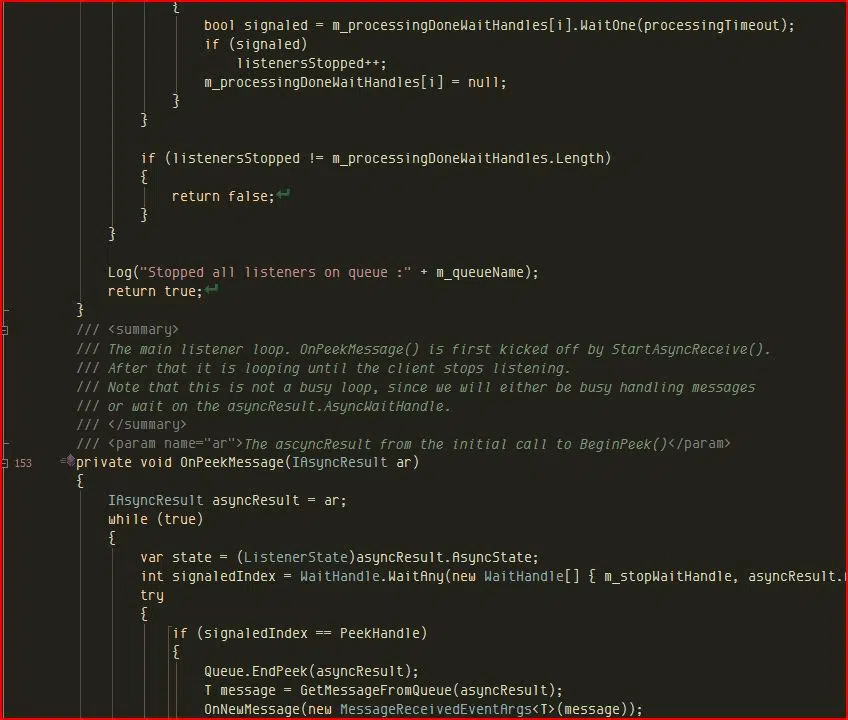 {
bool signaled = m_processingDoneWaitHandles[i].WaitOne(processingTimeout);
if (signaled)
listenersStopped++;
m_processingDoneWaitHandles[i] = null;
}
}
if (listenersStopped != m_processingDoneWaitHandles.Length)
{
return false;
}
}
Log("Stopped all listeners on queue :" + m_queueName);
return true;
}
/// <summary>
/// The main listener loop. OnPeekMessage() is first kicked off by StartAsyncReceive().
/// After that it is looping until the client stops listening.
/// Note that this is not a busy loop, since we will either be busy handling messages
/// or wait on the asyncResult.AsyncWaitHandle.
/// </summary>
/// <param name="ar">The ascyncResult from the initial call to BeginPeek()</param>
153 private void OnPeekMessage(IAsyncResult ar)
{
IAsyncResult asyncResult = ar;
while (true)
{
var state = (ListenerState)asyncResult.AsyncState;
int signaledIndex = WaitHandle.WaitAny(new WaitHandle[] { m_stopWaitHandle, asyncResult.
try
{
if (signaledIndex == PeekHandle)
{
Queue.EndPeek(asyncResult);
T message = GetMessageFromQueue(asyncResult);
OnNewMessage(new MessageReceivedEventArgs<T>(message));